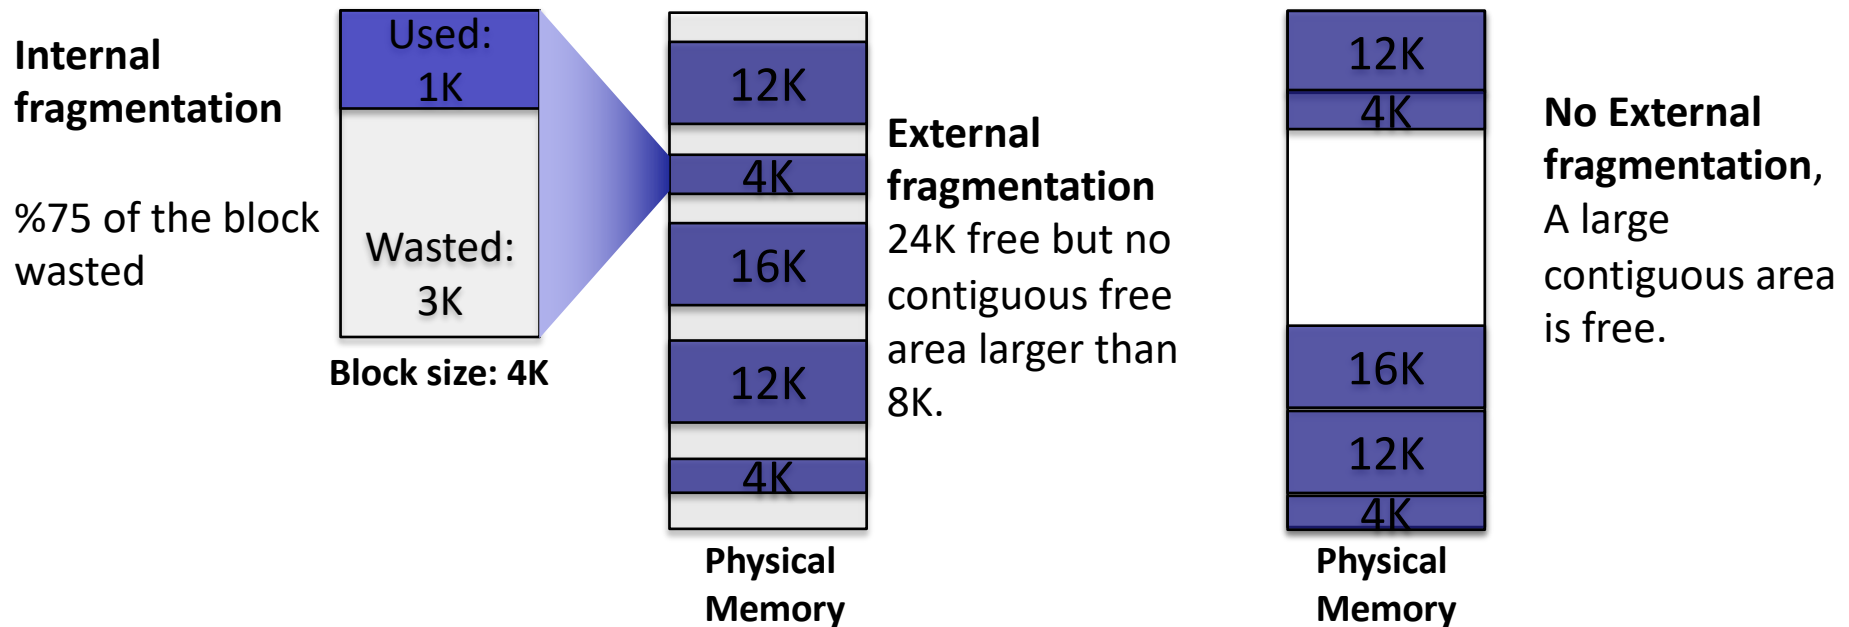 Internal
fragmentation
%75 of the block
wasted
Used:
1K
Wasted:
3K
Block size: 4K
12K
4K
16K
12K
4K
Physical
Memory
External
fragmentation
24K free but no
contiguous free
area larger than
8K.
12K
4K
16K
12K
4K
Physical
Memory
No External
fragmentation,
A large
contiguous area
is free.